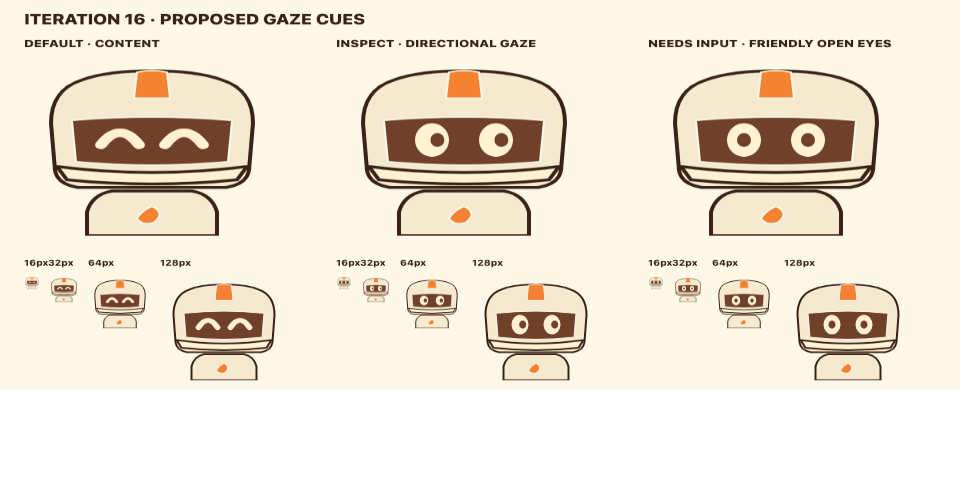 ITERATION 16 · PROPOSED GAZE CUES
DEFAULT · CONTENT
INSPECT · DIRECTIONAL GAZE
NEEDS INPUT · FRIENDLY OPEN EYES
16px32px 64px 128px
16px32px 64px 128px
16px32px 64px 128px